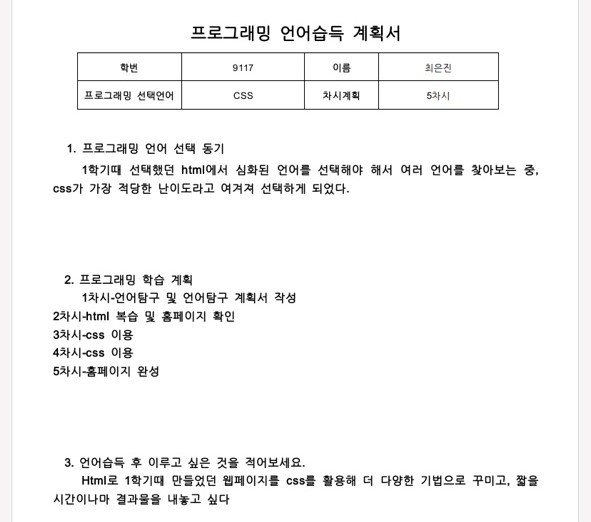 프로그래밍 언어습득 계획서
학번 9117 이름 최은진
프로그래밍 선택언어 CSS 차시계획 5차시
1. 프로그래밍 언어 선택 동기
1학기때 선택했던 html에서 심화된 언어를 선택해야 해서 여러 언어를 찾아보는 중,
css가 가장 적당한 난이도라고 여겨져 선택하게 되었다.
2. 프로그래밍 학습 계획
1차시-언어탐구 및 언어탐구 계획서 작성
2차시-html 복습 및 홈페이지 확인
3차시-css 이용
4차시-css 이용
5차시-홈페이지 완성
3. 언어습득 후 이루고 싶은 것을 적어보세요.
Html로 1학기때 만들었던 웹페이지를 css를 활용해 더 다양한 기법으로 꾸미고, 짧을
시간이나마 결과물을 내놓고 싶다